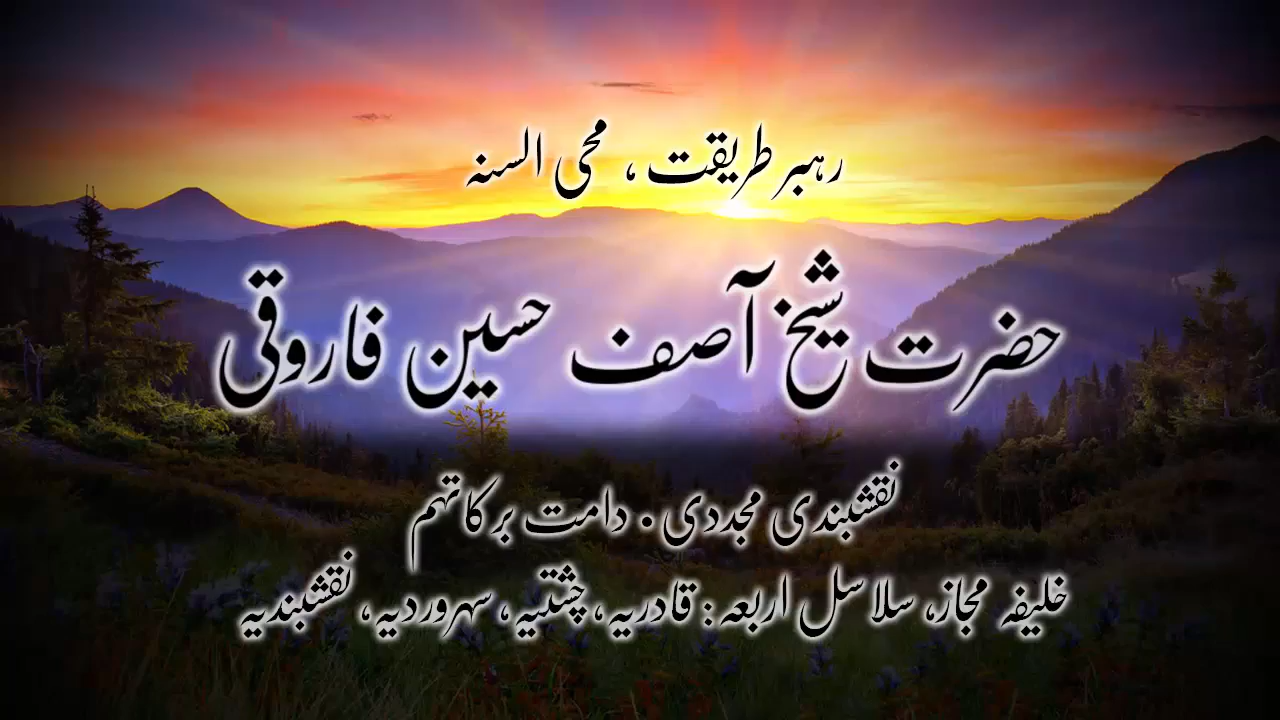 رہبر طریقت ، محی السنہ
حضرت شیخ آصف حسین فاروقی
نقشبندی مجددی . دامت برکاتہم
خلیفہ مجاز، سلاسل اربعہ : قادریہ، چشتیہ، سہروردیہ، نقشبندیہ